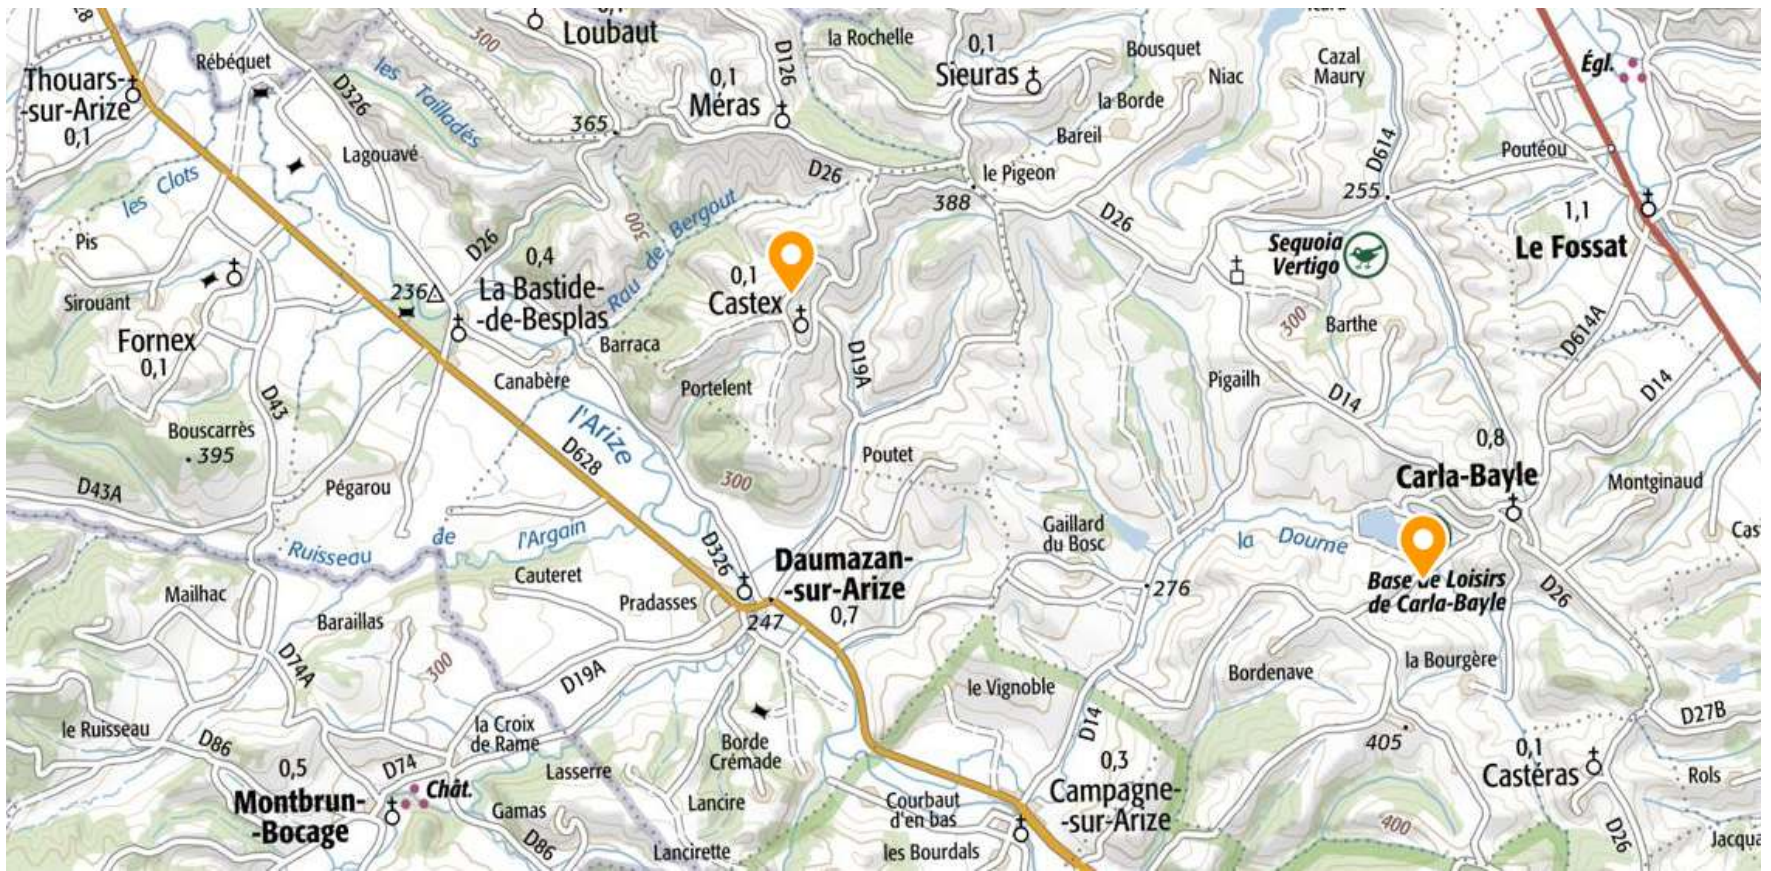 Loubaut
300
D126
la Rochelle
0,1
Sieuras
Bousquet
Niac
Cazal
Maury
Égl.
Rébéquet
les
Tailladés
D326
Thouars-
-sur-Arize
0,1
0,1
Méras
la Borde
Bareil
365
Lagouavé
D614
Poutéou
les Clots
D26
le Pigeon
388
255
1,1
Le Fossat
D26
Pis
D26
300
Rau de Bergout
Sequoia
Vertigo
0,4
La Bastide-
-de-Besplas
236
0,1
Castex
Sirouant
Fornex
0,1
Barraca
300
Barthe
D614A
D19A
Canabère
Portelent
Pigailh
D14
D14
D43
l'Arize
Bouscarrès
395
D628
Poutet
0,8
Carla-Bayle
D43A
Pégarou
300
Montginaud
Gaillard
du Bosc
la Dourne
Cas
Ruisseau de l'Argain
D326
Daumazan-
-sur-Arize
0,7
247
Cauteret
Pradasses
276
Base de Loisirs
de Carla-Bayle
D26
Mailhac
Baraillas
300
D74A
D19A
le Vignoble
Bordenave
la Bourgère
D14
le Ruisseau
D86
la Croix
de Rame
Borde
Crémade
405
D27B
0,5
Montbrun-
-Bocage
D74
Chât.
Lasserre
0,3
Campagne-
-sur-Arize
0,1
Castéras
Rols
Gamas
D86
Lancire
Lancirette
Courbaut
d'en bas
les Bourdals
400
D26
Jacqua